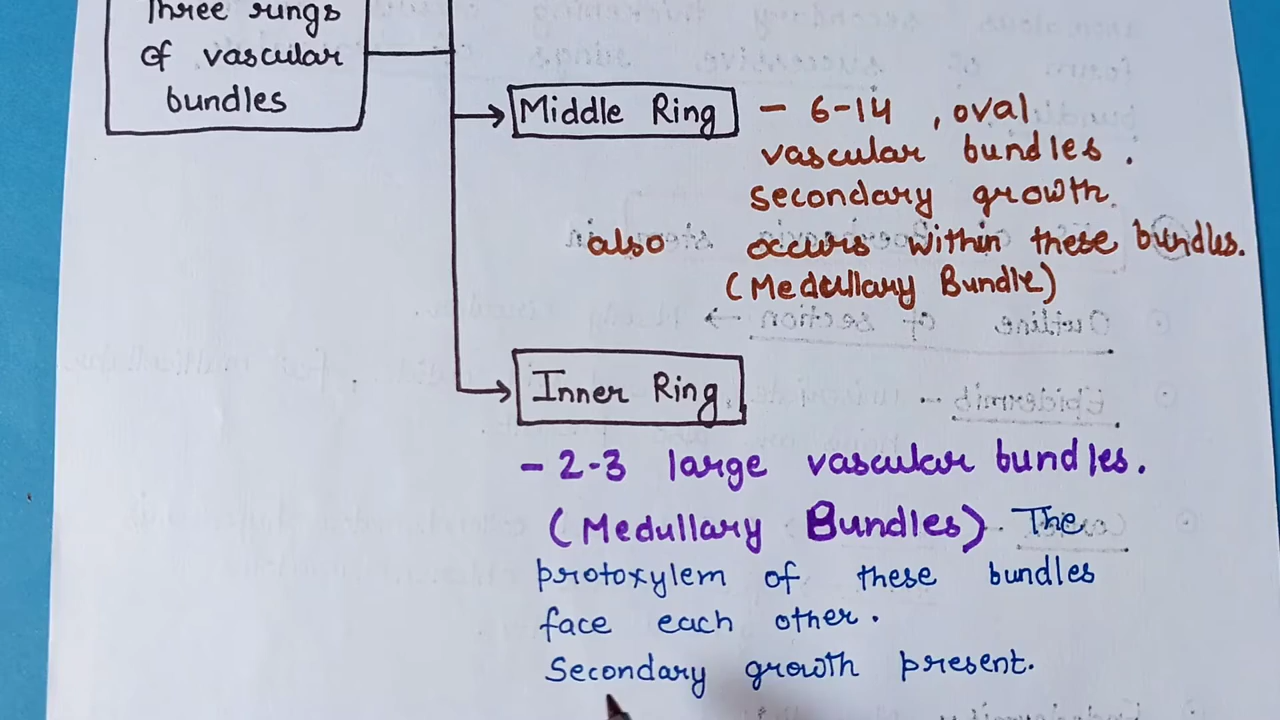 Three rings
of vascular
bundles
Middle Ring - 6-14 , oval
vascular bundles .
secondary growth.
also occurs within these bundles.
(Medullary Bundle)
Inner Ring
- 2-3 large vascular bundles.
(Medullary Bundles). The
protoxylem of these bundles
face each other.
Secondary growth present.